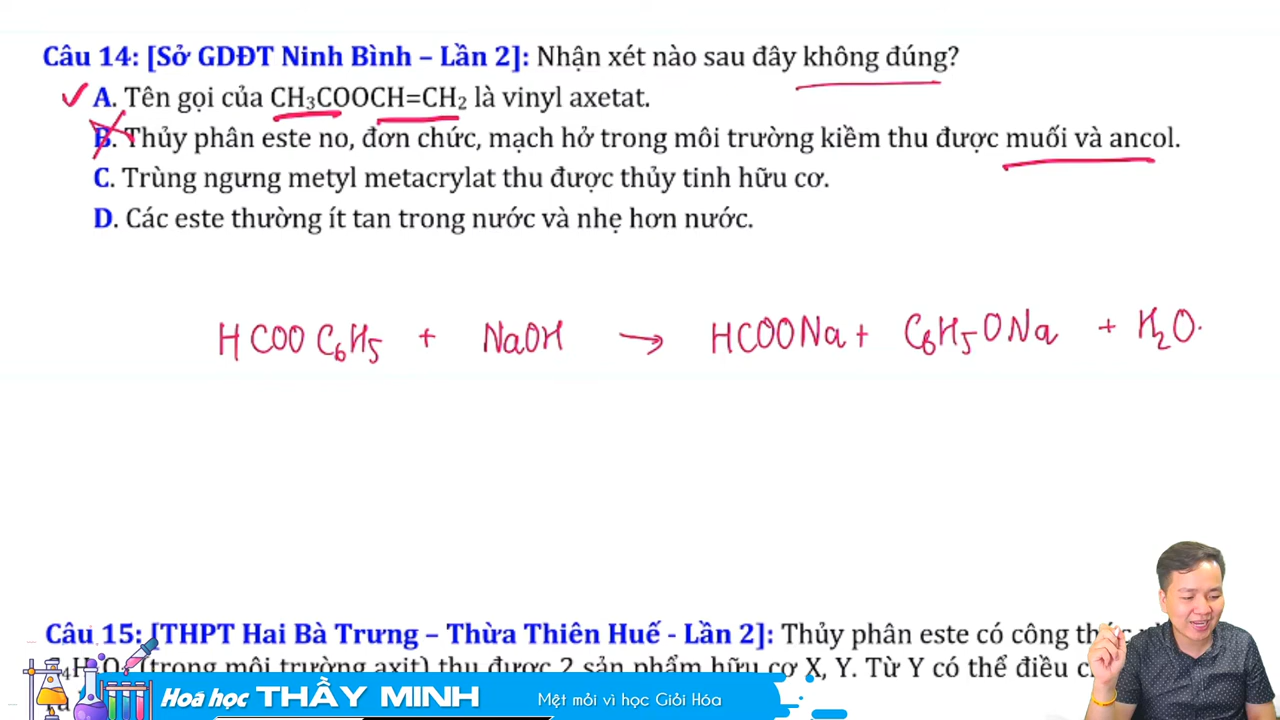 Câu 14: [Sở GDĐT Ninh Bình – Lần 2]: Nhận xét nào sau đây không đúng?
A. Tên gọi của CH₃COOCH=CH₂ là vinyl axetat.
B. Thủy phân este no, đơn chức, mạch hở trong môi trường kiềm thu được muối và ancol.
C. Trùng ngưng metyl metacrylat thu được thủy tinh hữu cơ.
D. Các este thường ít tan trong nước và nhẹ hơn nước.
HCOOC₆H₅ + NaOH → HCOONa + C₆H₅ONa + H₂O.
Câu 15: [THPT Hai Bà Trưng – Thừa Thiên Huế - Lần 2]: Thủy phân este có công thức
(trong môi trường axit) thu được 2 sản phẩm hữu cơ X, Y. Từ Y có thể điều
Hoá học THẦY MINH Mệt mỏi vì học Giỏi Hóa